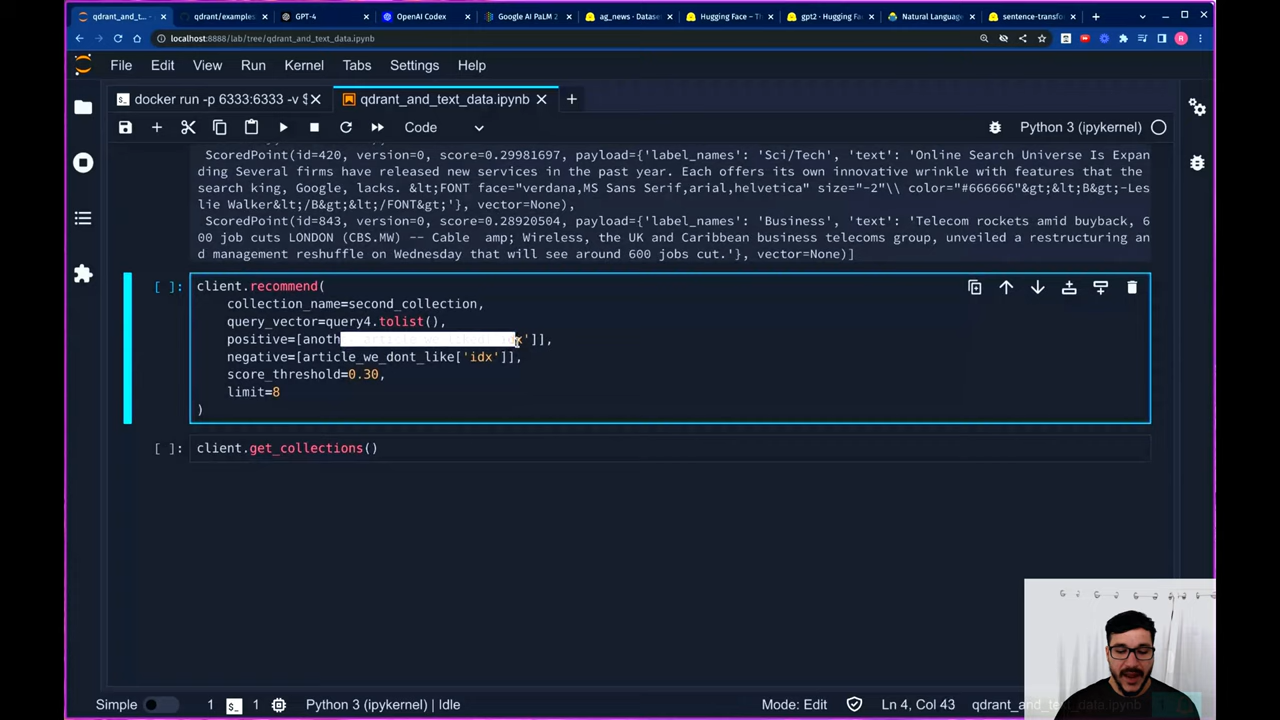 qdrant_and_t...
qdrant/examples
GPT-4
OpenAI Codex
Google AI PaLM 2
ag_news · Datase
Hugging Face – Th
gpt2 · Hugging Fac
Natural Language
sentence-transfo
localhost:8888/lab/tree/qdrant_and_text_data.ipynb
File Edit View Run Kernel Tabs Settings Help
docker run -p 6333:6333 -v $
qdrant_and_text_data.ipynb
Code
Python 3 (ipykernel)
ScoredPoint(id=420, version=0, score=0.29981697, payload={'label_names': 'Sci/Tech', 'text': 'Online Search Universe Is Expan
ding Several firms have released new services in the past year. Each offers its own innovative wrinkle with features that the
search king, Google, lacks. &lt;FONT face="verdana,MS Sans Serif,arial,helvetica" size="-2"\\ color="#666666"&gt;&lt;B&gt;-Les
lie Walker&lt;/B&gt;&lt;/FONT&gt;'}, vector=None),
ScoredPoint(id=843, version=0, score=0.28920504, payload={'label_names': 'Business', 'text': 'Telecom rockets amid buyback, 6
00 job cuts LONDON (CBS.MW) -- Cable  amp; Wireless, the UK and Caribbean business telecoms group, unveiled a restructuring an
d management reshuffle on Wednesday that will see around 600 jobs cut.'}, vector=None)]
[ ]: client.recommend(
collection_name=second_collection,
query_vector=query4.tolist(),
positive=[anoth x']],
negative=[article_we_dont_like['idx']],
score_threshold=0.30,
limit=8
)
[ ]: client.get_collections()
Simple 1 1 Python 3 (ipykernel) | Idle Mode: Edit Ln 4, Col 43 qdrant_and_text_data.ipynb